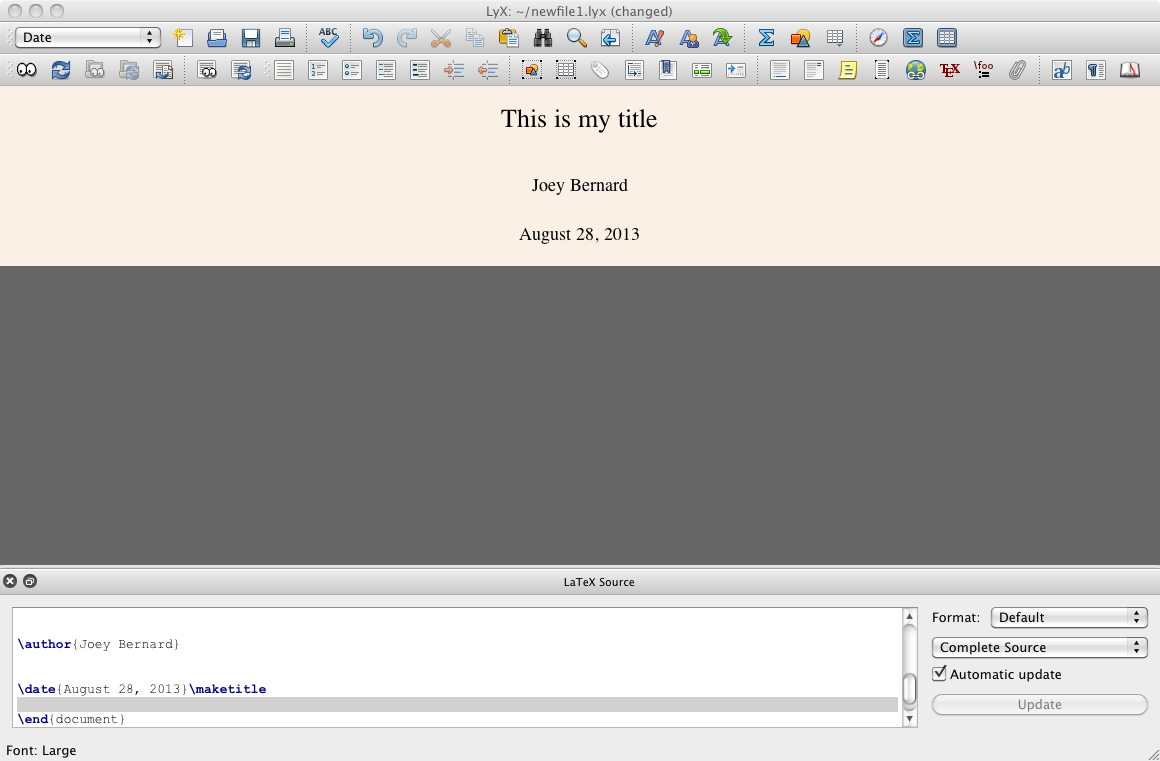 LyX: ~/newfile1.lyx (changed)
Date
ABC
TEX
\foo
ab
This is my title
Joey Bernard
August 28, 2013
LaTeX Source
\author{Joey Bernard}
\date{August 28, 2013}\maketitle
\end{document}
Format: Default
Complete Source
Automatic update
Update
Font: Large